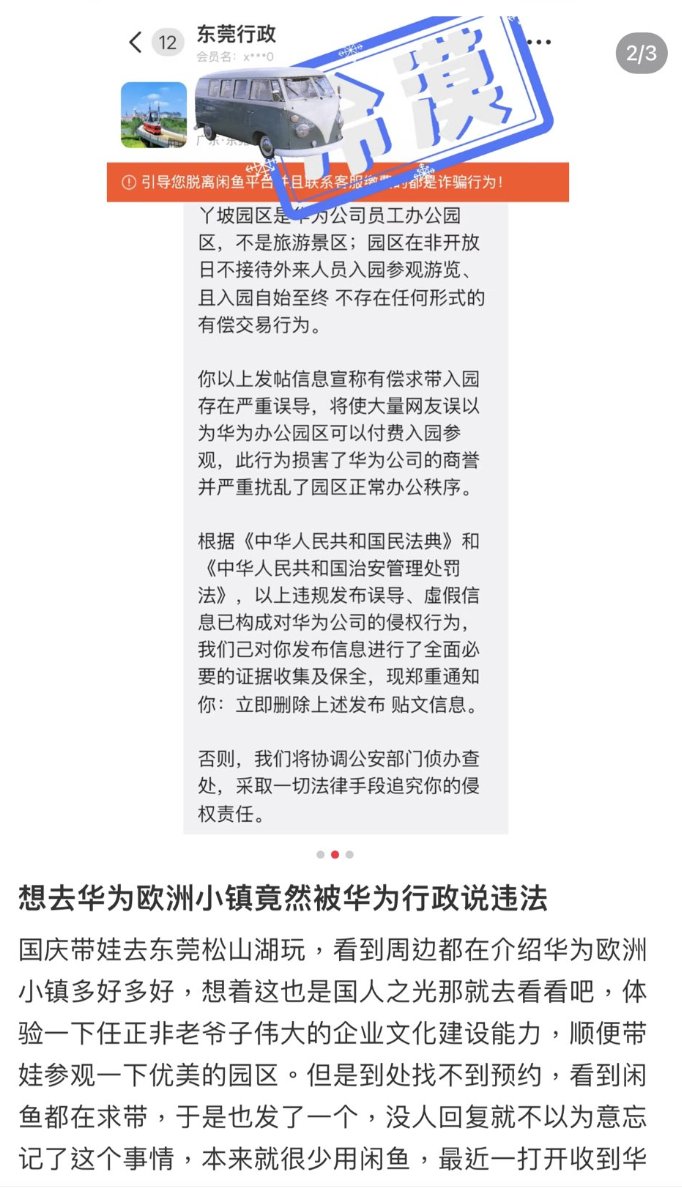 12
东莞行政
会员名：x***0
2/3
冷漠
引导您脱离闲鱼平台并且联系客服缴费的都是诈骗行为！
丫坡园区是华为公司员工办公园
区，不是旅游景区；园区在非开放
日不接待外来人员入园参观游览、
且入园自始至终 不存在任何形式的
有偿交易行为。
你以上发帖信息宣称有偿求带入园
存在严重误导，将使大量网友误以
为华为办公园区可以付费入园参
观，此行为损害了华为公司的商誉
并严重扰乱了园区正常办公秩序。
根据《中华人民共和国民法典》和
《中华人民共和国治安管理处罚
法》，以上违规发布误导、虚假信
息已构成对华为公司的侵权行为，
我们己对你发布信息进行了全面必
要的证据收集及保全，现郑重通知
你：立即删除上述发布 贴文信息。
否则，我们将协调公安部门侦办查
处，采取一切法律手段追究你的侵
权责任。
想去华为欧洲小镇竟然被华为行政说违法
国庆带娃去东莞松山湖玩，看到周边都在介绍华为欧洲
小镇多好多好，想着这也是国人之光那就去看看吧，体
验一下任正非老爷子伟大的企业文化建设能力，顺便带
娃参观一下优美的园区。但是到处找不到预约，看到闲
鱼都在求带，于是也发了一个，没人回复就不以为意忘
记了这个事情，本来就很少用闲鱼，最近一打开收到华